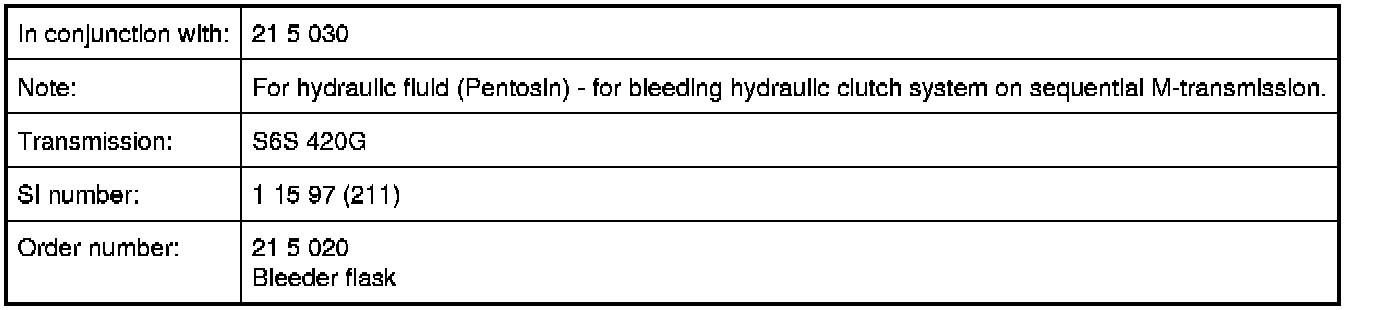 In conjunction with: 21 5 030
Note: For hydraulic fluid (Pentosin) - for bleeding hydraulic clutch system on sequential M-transmission.
Transmission: S6S 420G
SI number: 1 15 97 (211)
Order number: 21 5 020
Bleeder flask